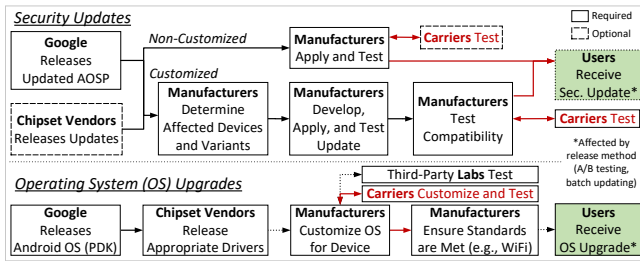 Security Updates
Required
Optional
Google
Releases
Updated AOSP
Non-Customized
Customized
Manufacturers
Apply and Test
Carriers Test
Users
Receive
Sec. Update*
Chipset Vendors
Releases Updates
Manufacturers
Determine
Affected Devices
and Variants
Manufacturers
Develop,
Apply, and Test
Update
Manufacturers
Test
Compatibility
Carriers Test
*Affected by
release method
(A/B testing,
batch updating)
Operating System (OS) Upgrades
Third-Party Labs Test
Carriers Customize and Test
Google
Releases
Android OS (PDK)
Chipset Vendors
Release
Appropriate Drivers
Manufacturers
Customize OS
for Device
Manufacturers
Ensure Standards
are Met (e.g., WiFi)
Users
Receive
OS Upgrade*